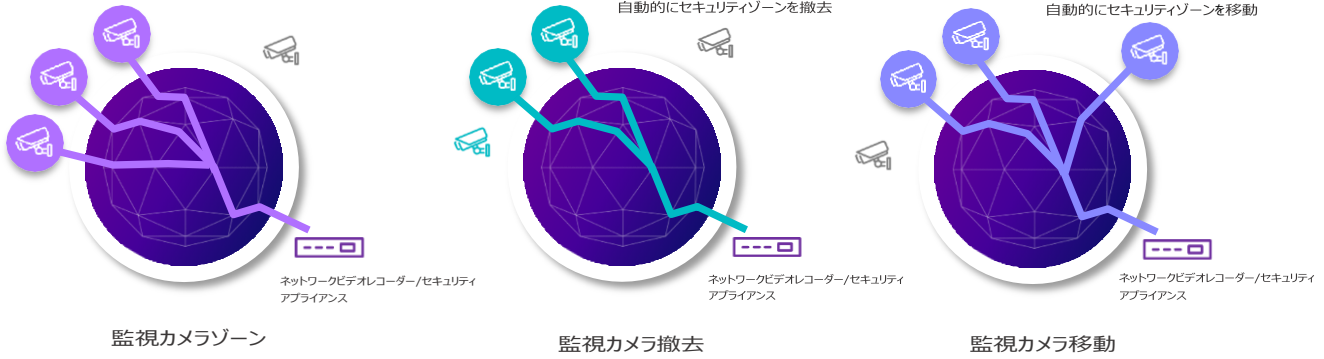 自動的にセキュリティゾーンを撤去
自動的にセキュリティゾーンを移動
ネットワークビデオレコーダー/セキュリティ
アプライアンス
ネットワークビデオレコーダー/セキュリティ
アプライアンス
ネットワークビデオレコーダー/セキュリティ
アプライアンス
監視カメラゾーン
監視カメラ撤去
監視カメラ移動